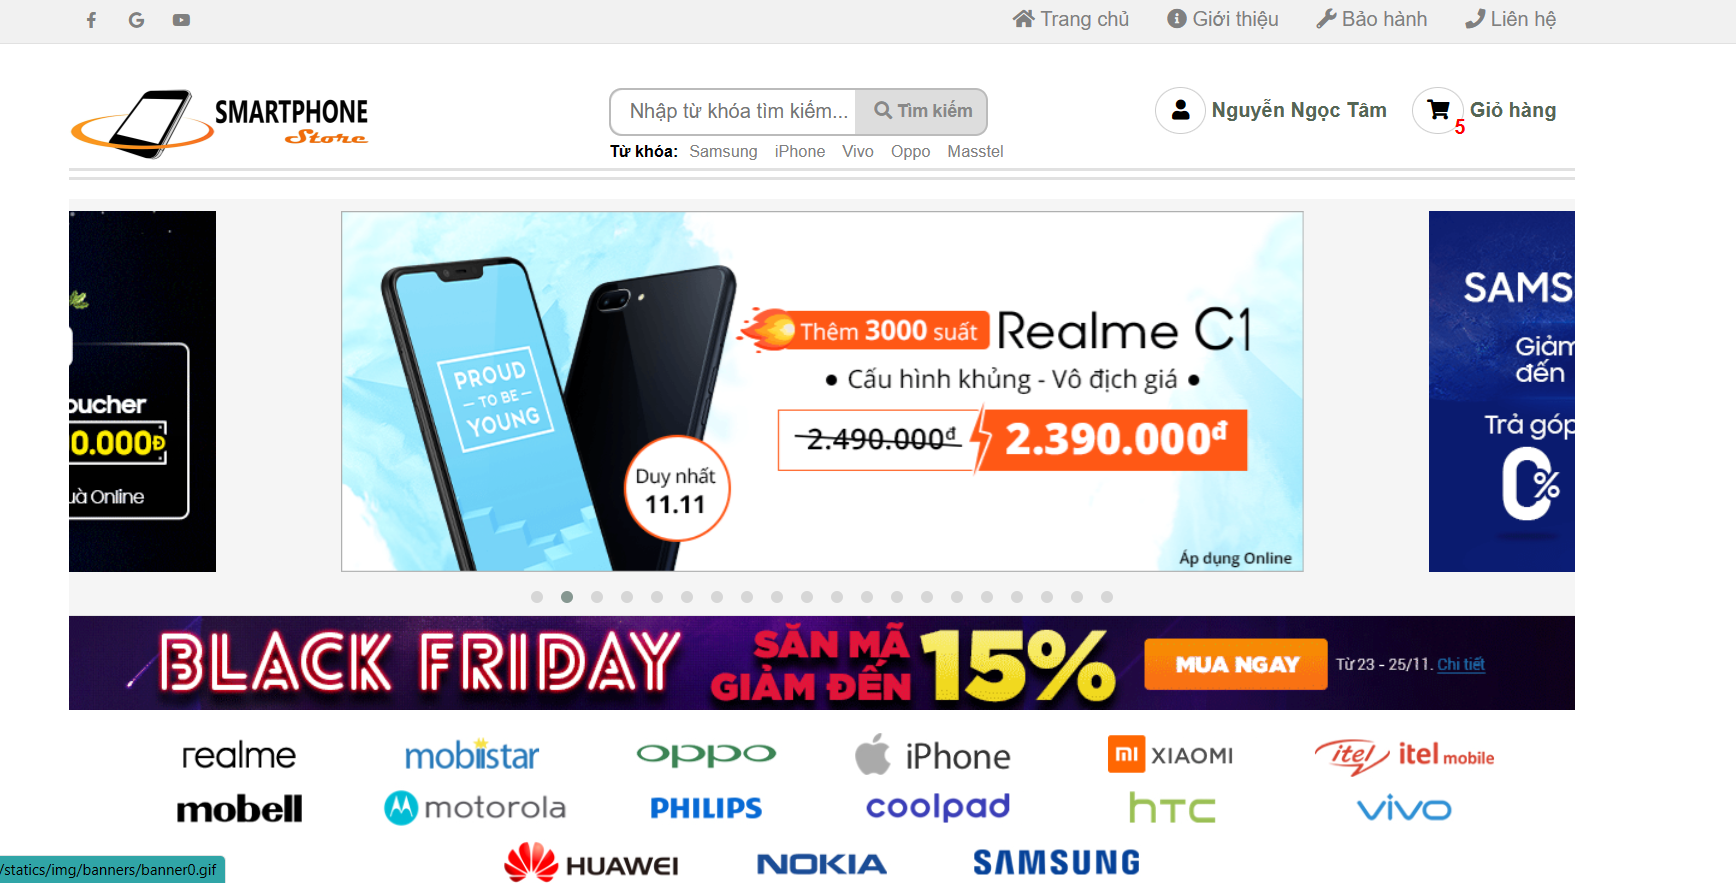 Trang chủ Giới thiệu Bảo hành Liên hệ
SMARTPHONE
Store
Nhập từ khóa tìm kiếm... Tìm kiếm
Nguyễn Ngọc Tâm
5 Giỏ hàng
Từ khóa: Samsung iPhone Vivo Oppo Masstel
oucher
0.000Đ
uà Online
PROUD
TO BE
YOUNG
Duy nhất
11.11
Thêm 3000 suất Realme C1
• Cấu hình khủng - Vô địch giá •
2.490.000đ 2.390.000đ
Áp dụng Online
SAMS
Giảm
đến
Trả góp
0%
BLACK FRIDAY SĂN MÃ GIẢM ĐẾN 15% MUA NGAY Từ 23 - 25/11. Chi tiết
realme mobiistar oppo iPhone mi XIAOMI itel itel mobile
mobell motorola PHILIPS coolpad hTC vivo
HUAWEI NOKIA SAMSUNG
/statics/img/banners/banner0.gif